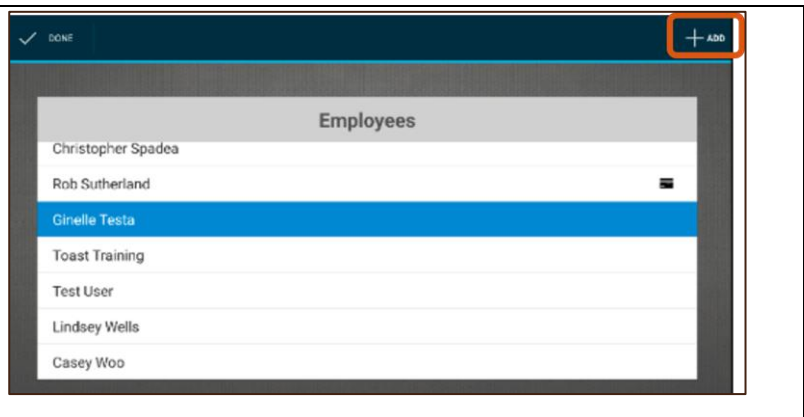 DONE
ADD
Employees
Christopher Spadea
Rob Sutherland
Ginelle Testa
Toast Training
Test User
Lindsey Wells
Casey Woo